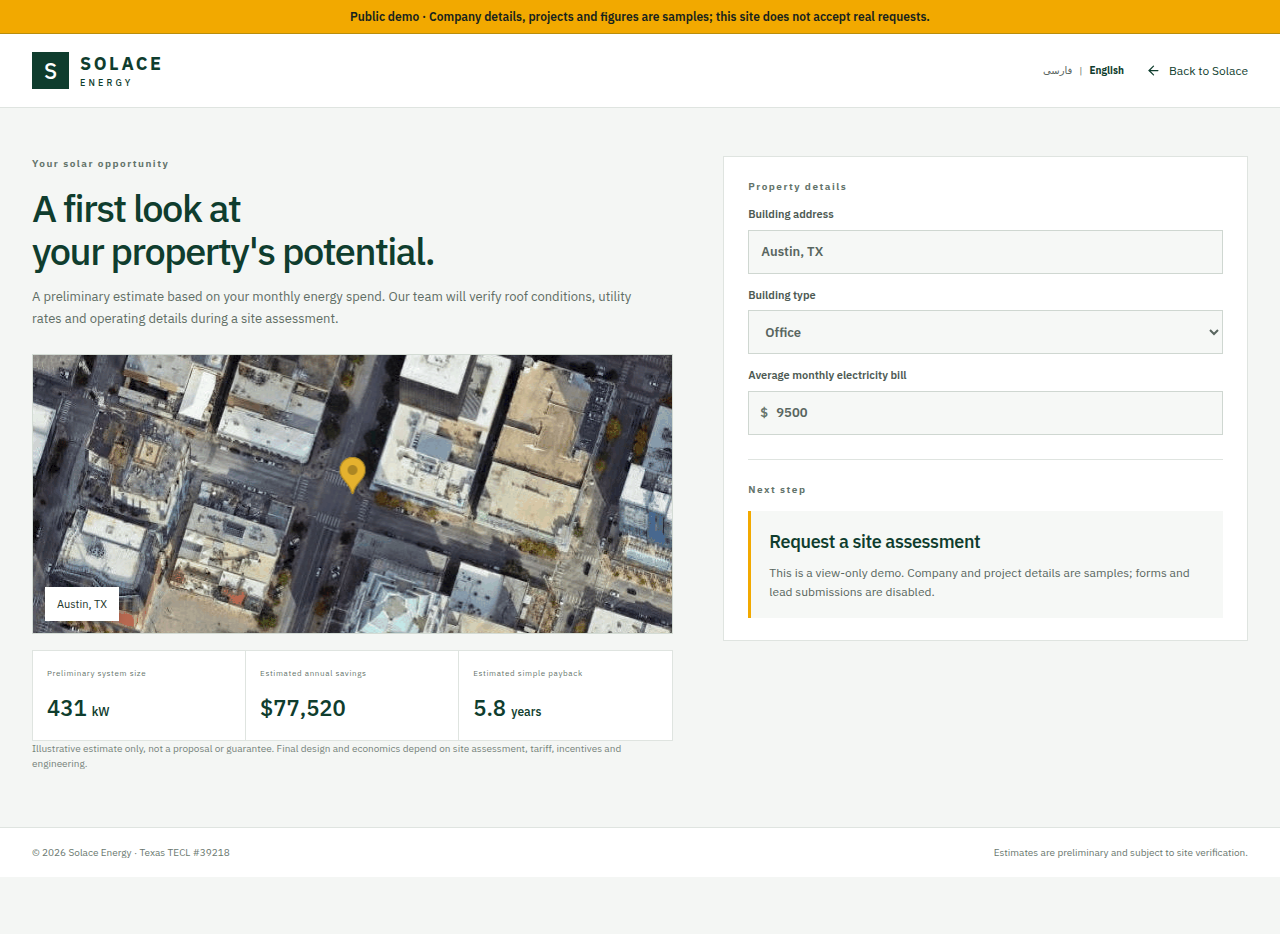 Public demo · Company details, projects and figures are samples; this site does not accept real requests.
S
SOLACE
ENERGY
فارسی | English
← Back to Solace
Your solar opportunity
A first look at
your property's potential.
A preliminary estimate based on your monthly energy spend. Our team will verify roof conditions, utility
rates and operating details during a site assessment.
Austin, TX
Preliminary system size
431 kW
Estimated annual savings
$77,520
Estimated simple payback
5.8 years
Illustrative estimate only, not a proposal or guarantee. Final design and economics depend on site assessment, tariff, incentives and
engineering.
Property details
Building address
Austin, TX
Building type
Office
Average monthly electricity bill
$ 9500
Next step
Request a site assessment
This is a view-only demo. Company and project details are samples; forms and
lead submissions are disabled.
© 2026 Solace Energy · Texas TECL #39218
Estimates are preliminary and subject to site verification.